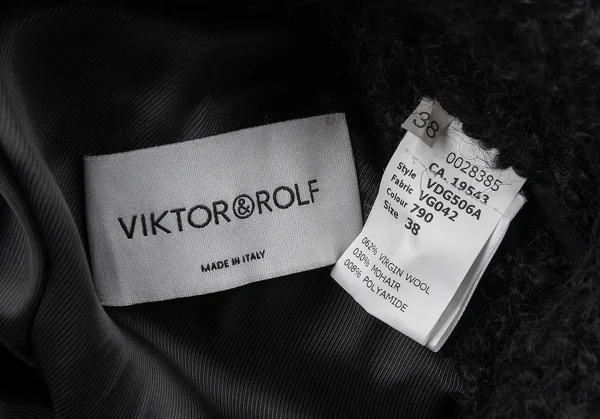 VIKTOR&ROLF
MADE IN ITALY
38
0028385
CA. 19543
Style VDG506A
Fabric VG042
Colour 790
Size 38
062% VIRGIN WOOL
030% MOHAIR
008% POLYAMIDE